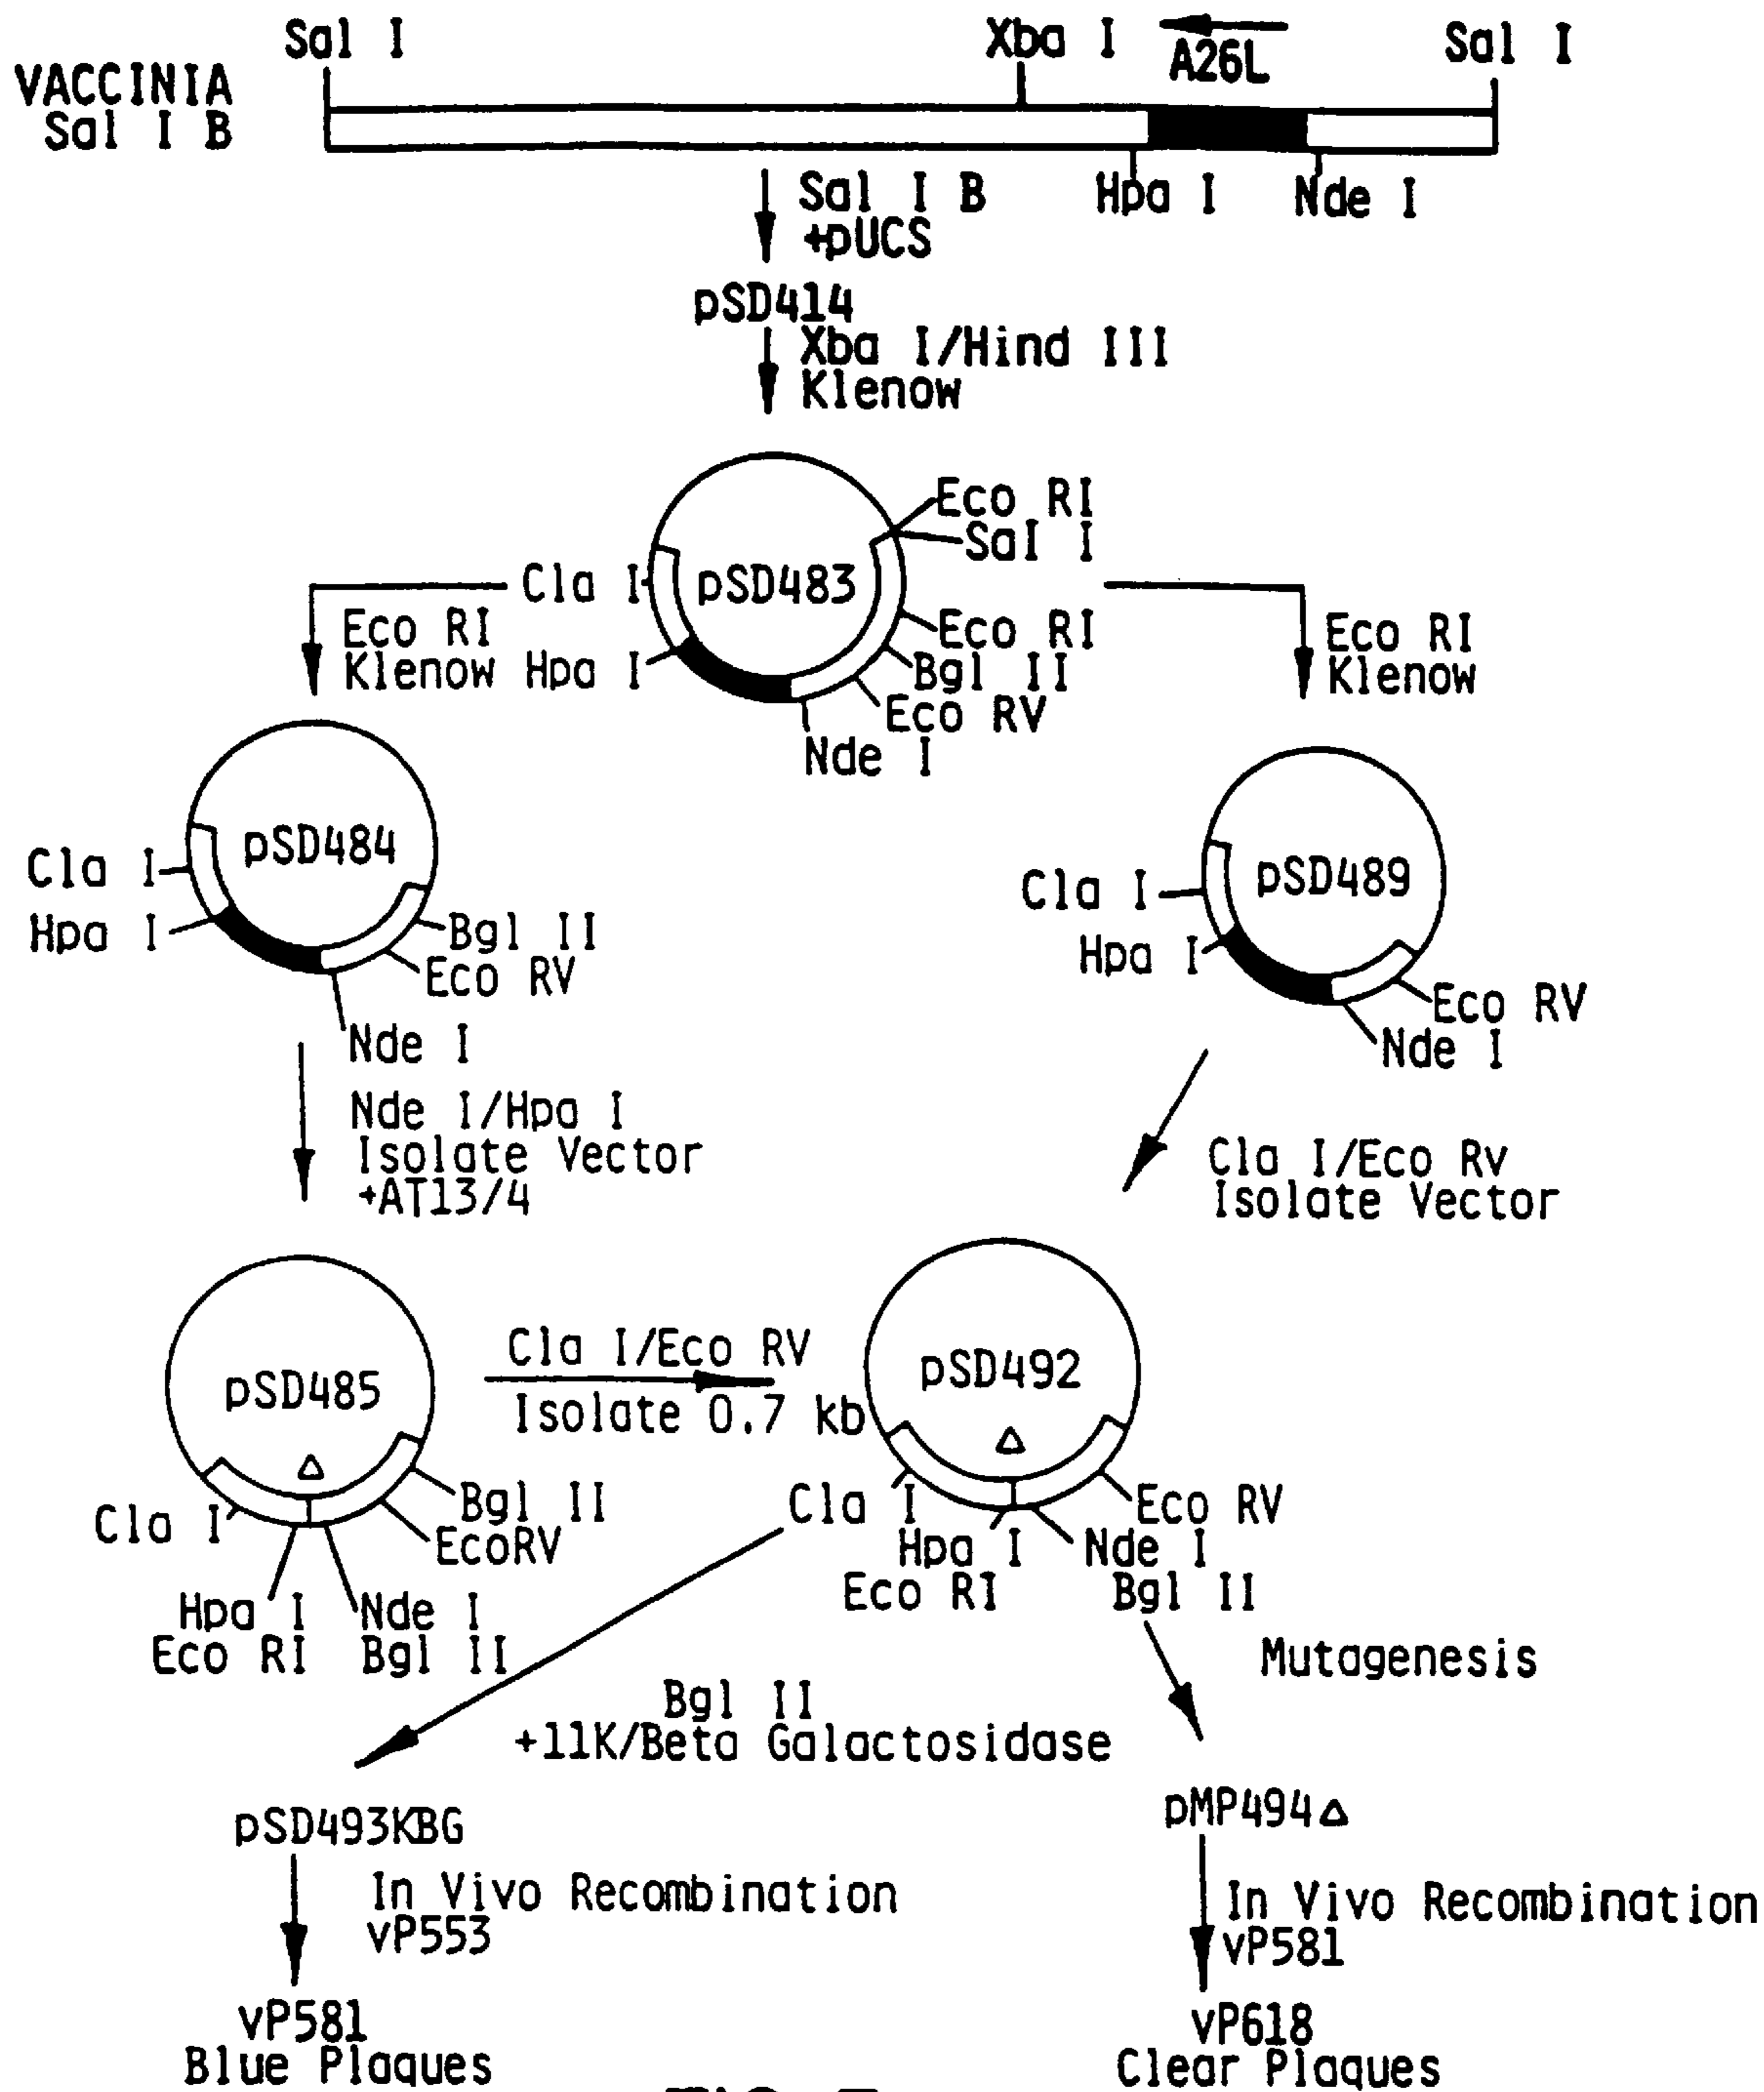 Sal I
Xba I
A26L
Sal I
VACCINIA
Sal I B
Hpa I
Nde I
Sal I B
+pUCS
pSD414
Xba I/Hind III
Klenow
Eco RI
Sal I
Cla I
pSD483
Eco RI
Klenow
Hpa I
Eco RI
Bgl II
Eco RV
Nde I
Eco RI
Klenow
pSD484
Cla I
Hpa I
Bgl II
Eco RV
Nde I
pSD489
Cla I
Hpa I
Eco RV
Nde I
Nde I/Hpa I
Isolate Vector
+AT13/4
Cla I/Eco Rv
Isolate Vector
pSD485
Cla I/Eco RV
Isolate 0.7 kb
pSD492
Δ
Δ
Cla I
Bgl II
EcoRV
Hpa I
Nde I
Eco RI
Bgl II
Cla I
Eco RV
Hpa I
Nde I
Eco RI
Bgl II
Mutagenesis
Bgl II
+11K/Beta Galactosidase
pSD493KBG
pMP494Δ
In Vivo Recombination
vP553
In Vivo Recombination
vP581
vP581
Blue Plaques
vP618
Clear Plaques